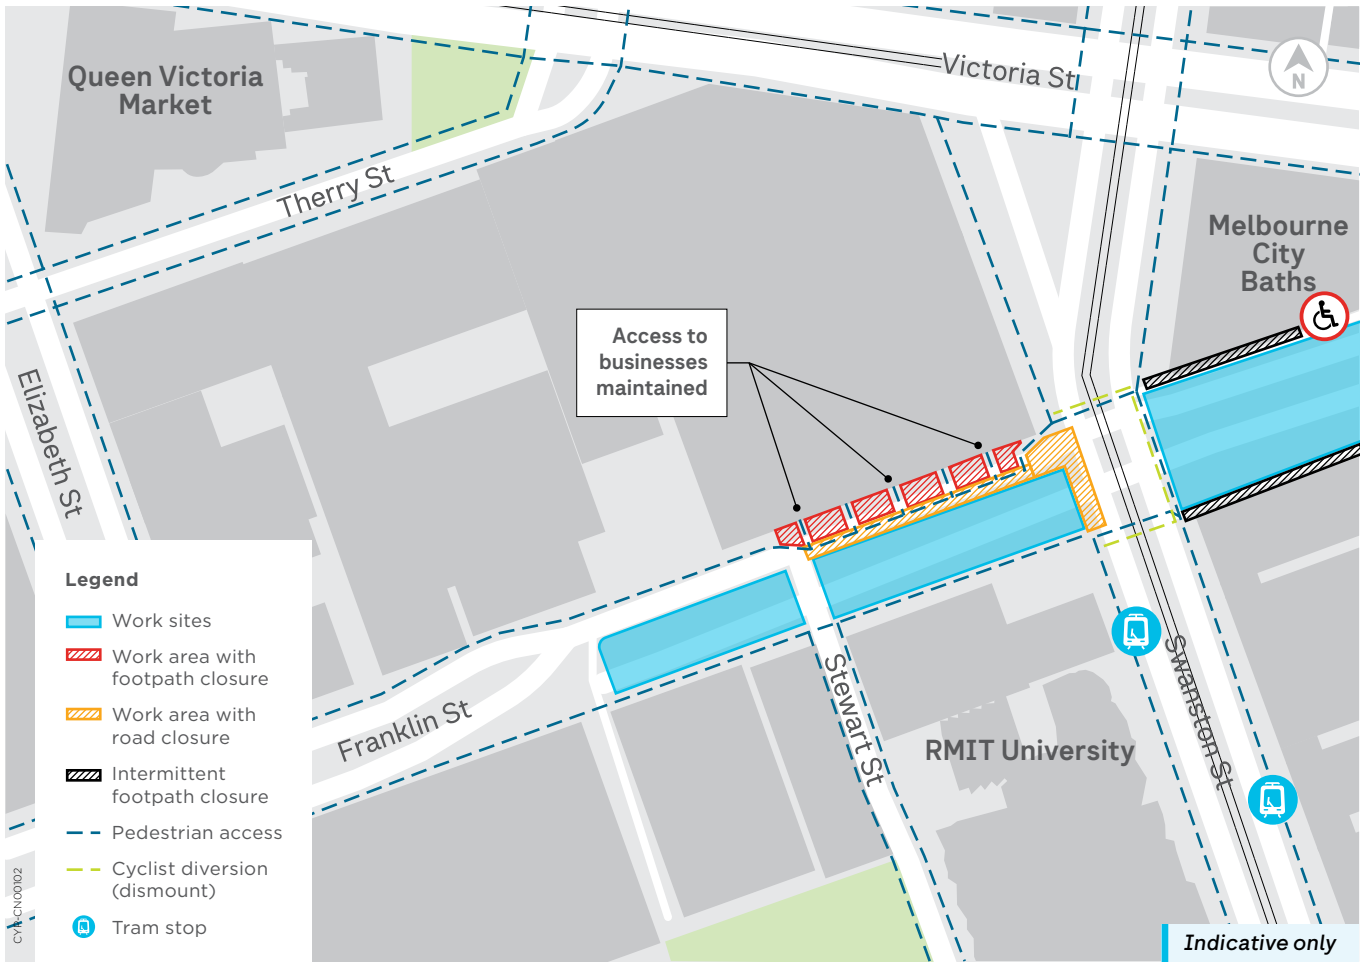 Queen Victoria
Market
Victoria St
N
Therry St
Melbourne
City
Baths
Access to
businesses
maintained
Elizabeth St
Franklin St
Stewart St
Swanston St
RMIT University
Legend
Work sites
Work area with
footpath closure
Work area with
road closure
Intermittent
footpath closure
Pedestrian access
Cyclist diversion
(dismount)
Tram stop
Indicative only